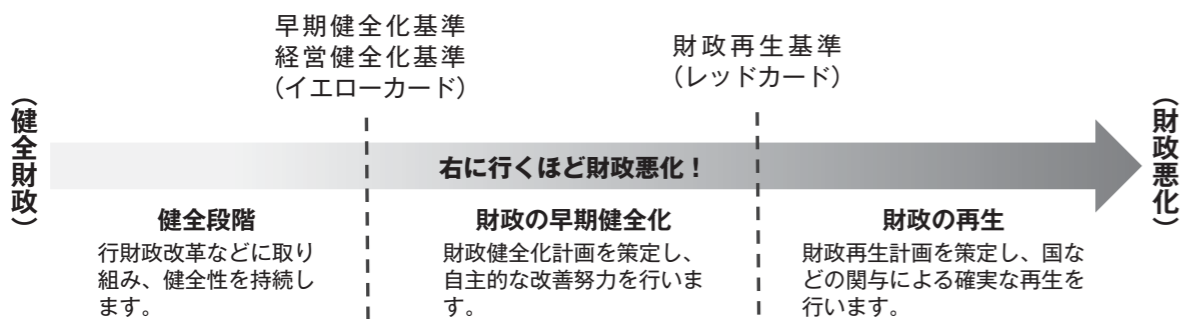 早期健全化基準
経営健全化基準
（イエローカード）
財政再生基準
（レッドカード）
（健全財政）
右に行くほど財政悪化！
（財政悪化）
健全段階
行財政改革などに取り
組み、健全性を持続し
ます。
財政の早期健全化
財政健全化計画を策定し、
自主的な改善努力を行いま
す。
財政の再生
財政再生計画を策定し、国な
どの関与による確実な再生を
行います。